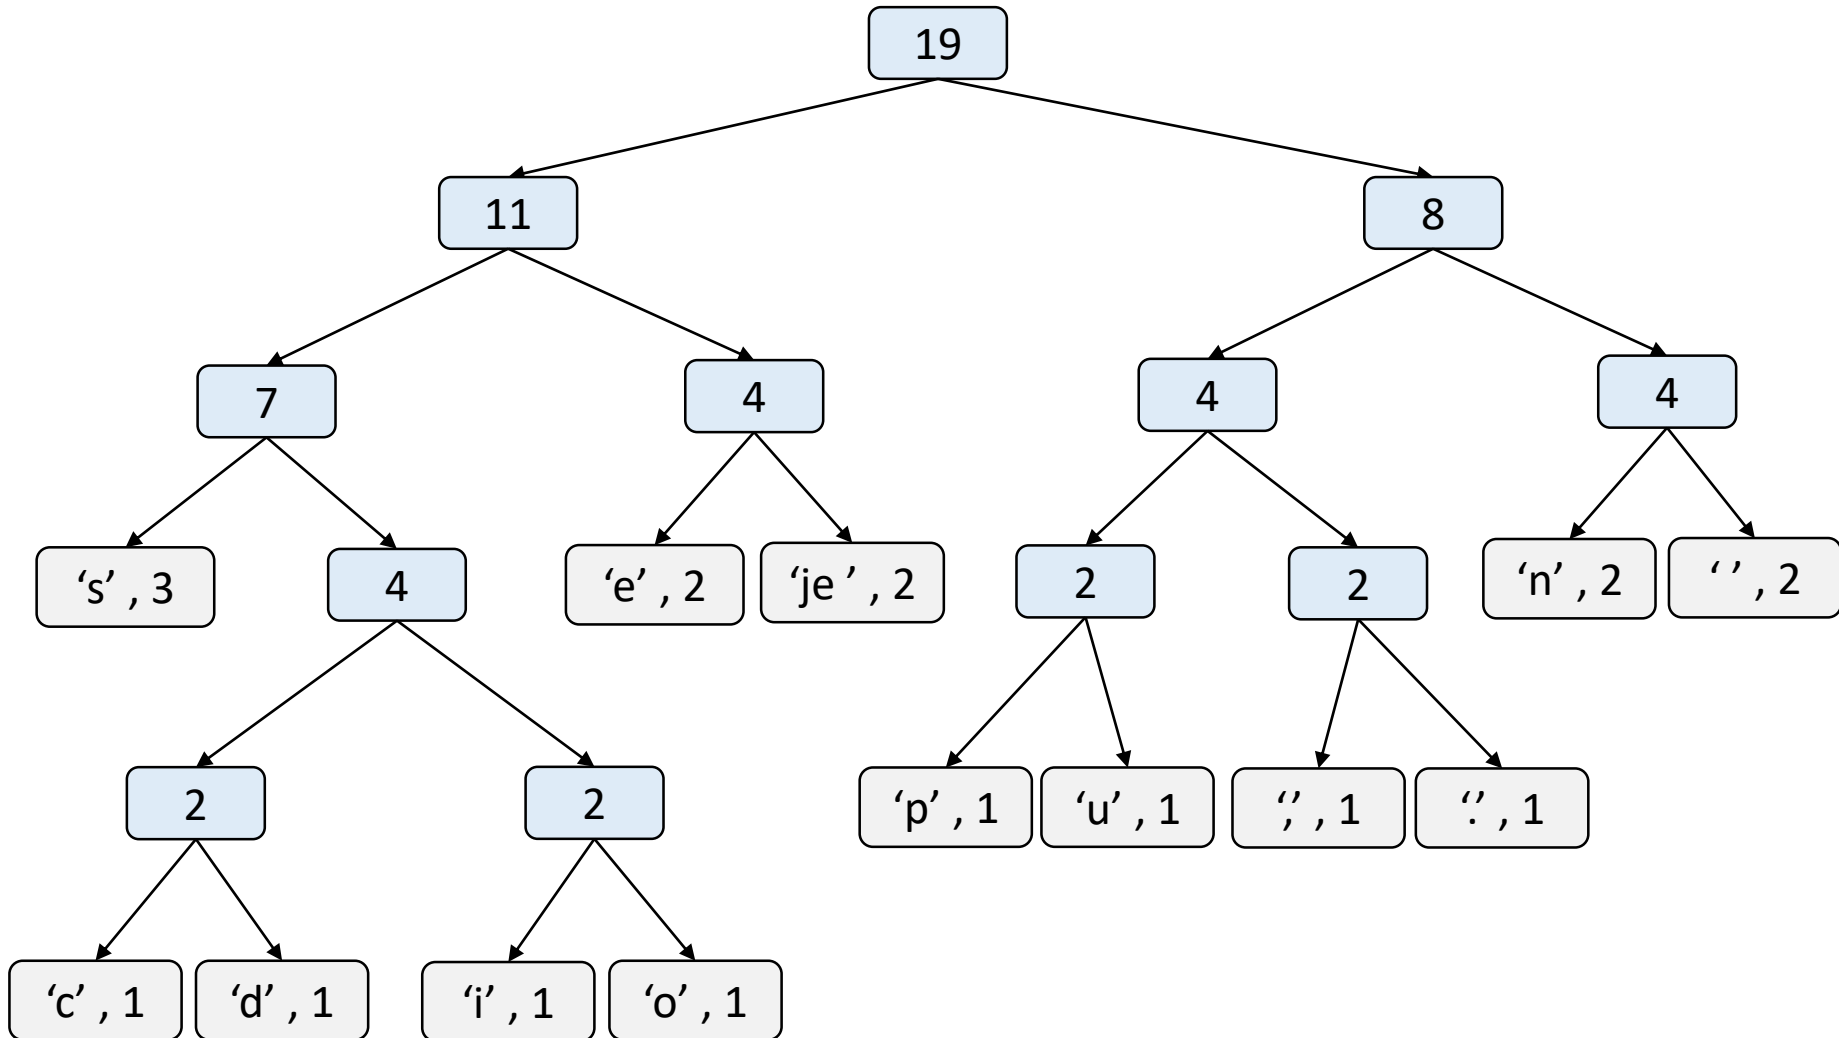 19
11
8
7
4
4
4
‘s’ , 3
4
‘e’ , 2
‘je ’ , 2
2
2
‘n’ , 2
‘ ’ , 2
2
2
‘p’ , 1
‘u’ , 1
‘,’ , 1
‘.’ , 1
‘c’ , 1
‘d’ , 1
‘i’ , 1
‘o’ , 1